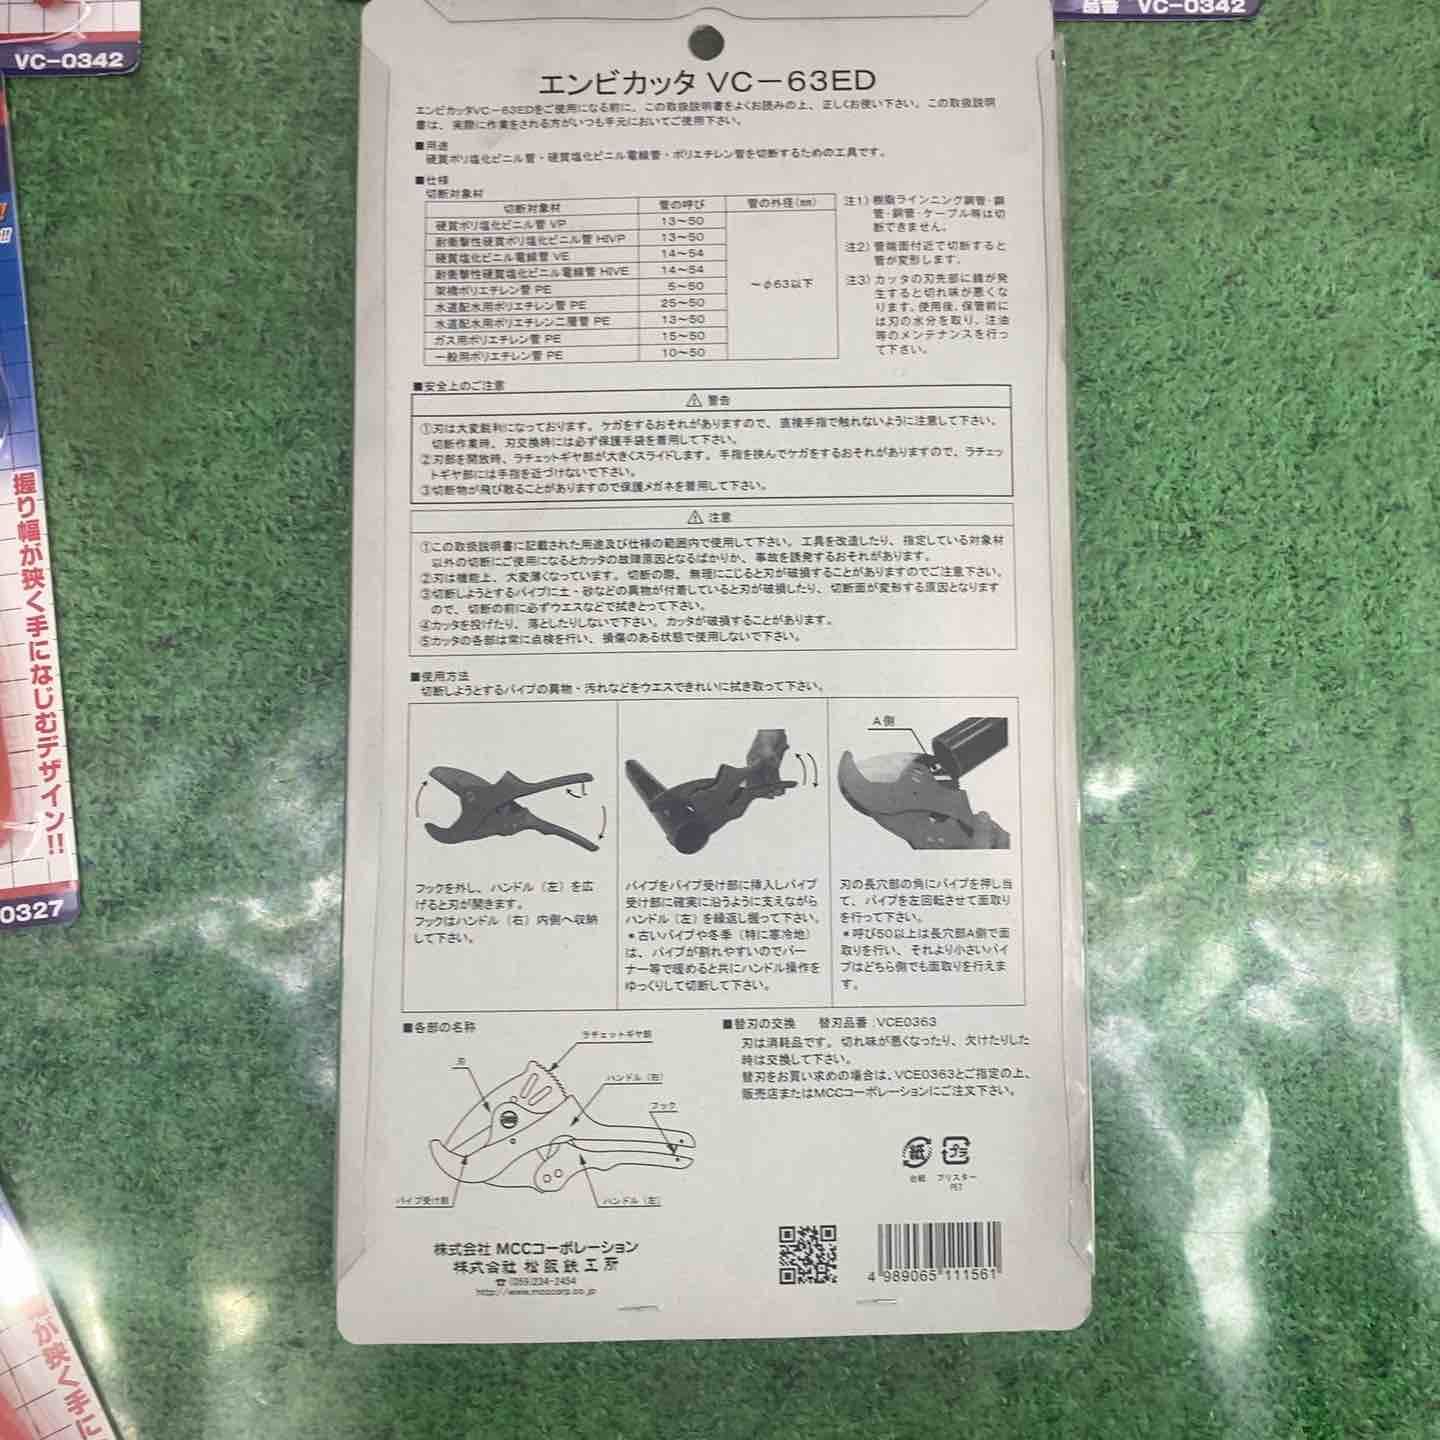 VC-0342
品番 VC-0342
エンビカッタ VC－63ED
エンビカッタVC－63EDをご使用になる前に、この取扱説明書をよくお読みの上、正しくお使い下さい。この取扱説明
書は、実際に作業をされる方がいつも手元においてご使用下さい。
■用途
硬質ポリ塩化ビニル管・硬質塩化ビニル電線管・ポリエチレン管を切断するための工具です。
■仕様
切断対象材
切断対象材 管の呼び 管の外径(mm)
硬質ポリ塩化ビニル管 VP 13～50
耐衝撃性硬質ポリ塩化ビニル管 HIVP 13～50
硬質塩化ビニル電線管 VE 14～54
耐衝撃性硬質塩化ビニル電線管 HIVE 14～54
架橋ポリエチレン管 PE 5～50
水道配水用ポリエチレン管 PE 25～50
水道配水用ポリエチレン二層管 PE 13～50
ガス用ポリエチレン管 PE 15～50
一般用ポリエチレン管 PE 10～50
～φ63以下
注1) 樹脂ラインニング鋼管・鋼
管・銅管・ケーブル等は切
断できません。
注2) 管端面付近で切断すると
管が変形します。
注3) カッタの刃先部に錆が発
生すると切れ味が悪くな
ります。使用後、保管前に
は刃の水分を取り、注油
等のメンテナンスを行っ
て下さい。
■安全上のご注意
⚠ 警告
①刃は大変鋭利になっております。ケガをするおそれがありますので、直接手指で触れないように注意して下さい。
切断作業時、刃交換時には必ず保護手袋を着用して下さい。
②刃部を開放時、ラチェットギヤ部が大きくスライドします。手指を挟んでケガをするおそれがありますので、ラチェッ
トギヤ部には手指を近づけないで下さい。
③切断物が飛び散ることがありますので保護メガネを着用して下さい。
⚠ 注意
①この取扱説明書に記載された用途及び仕様の範囲内で使用して下さい。工具を改造したり、指定している対象材
以外の切断にご使用になるとカッタの故障原因となるばかりか、事故を誘発するおそれがあります。
②刃は機能上、大変薄くなっています。切断の際、無理にこじると刃が破損することがありますのでご注意下さい。
③切断しようとするパイプに土・砂などの異物が付着していると刃が破損したり、切断面が変形する原因となります
ので、切断の前に必ずウエスなどで拭きとって下さい。
④カッタを投げたり、落としたりしないで下さい。カッタが破損することがあります。
⑤カッタの各部は常に点検を行い、損傷のある状態で使用しないで下さい。
■使用方法
切断しようとするパイプの異物・汚れなどをウエスできれいに拭き取って下さい。
A側
フックを外し、ハンドル（左）を広
げると刃が開きます。
フックはハンドル（右）内側へ収納
して下さい。
パイプをパイプ受け部に挿入しパイプ
受け部に確実に沿うように支えながら
ハンドル（左）を繰返し握って下さい。
＊古いパイプや冬季（特に寒冷地）
は、パイプが割れやすいのでバー
ナー等で暖めると共にハンドル操作を
ゆっくりして切断して下さい。
刃の長穴部の角にパイプを押し当
て、パイプを左回転させて面取り
を行って下さい。
＊呼び50以上は長穴部A側で面
取りを行い、それより小さいパイ
プはどちら側でも面取りを行えま
す。
■各部の名称
ラチェットギヤ部
刃
ハンドル（右）
フック
パイプ受け部
ハンドル（左）
■替刃の交換 替刃品番：VCE0363
刃は消耗品です。切れ味が悪くなったり、欠けたりした
時は交換して下さい。
替刃をお買い求めの場合は、VCE0363とご指定の上、
販売店またはMCCコーポレーションにご注文下さい。
紙 プラ
台紙 ブリスター
PET
株式会社 MCCコーポレーション
株式会社 松阪鉄工所
☎(059)234-2454
http://www.mcccorp.co.jp
4 989065 111561
握り幅が狭く手になじむデザイン!!
0327
が狭く手に